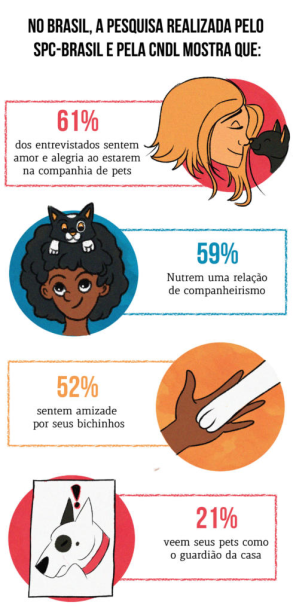 NO BRASIL, A PESQUISA REALIZADA PELO
SPC-BRASIL E PELA CNDL MOSTRA QUE:
61%
dos entrevistados sentem
amor e alegria ao estarem
na companhia de pets
59%
Nutrem uma relação
de companheirismo
52%
sentem amizade
por seus bichinhos
21%
veem seus pets como
o guardião da casa